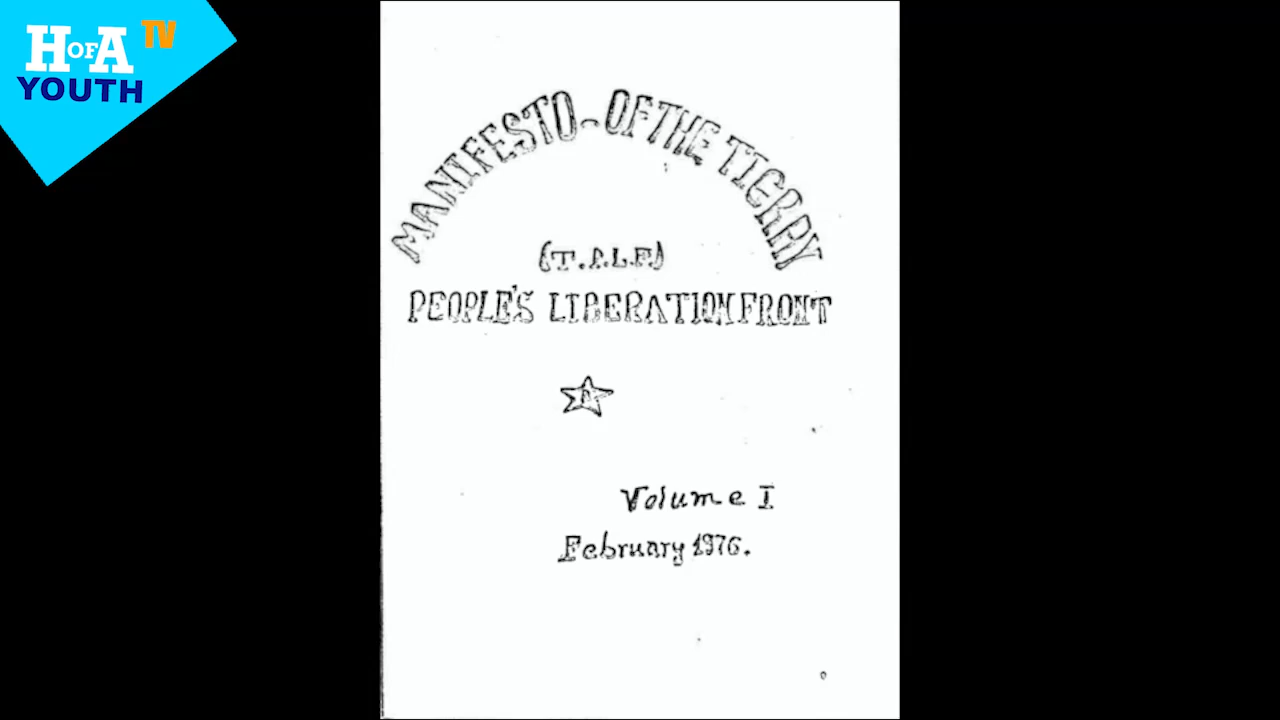 HOFA TV
YOUTH
MANIFESTO-OF THE TIGRAY
(T.P.L.F.)
PEOPLE'S LIBERATION FRONT
Volume I
February 1976.